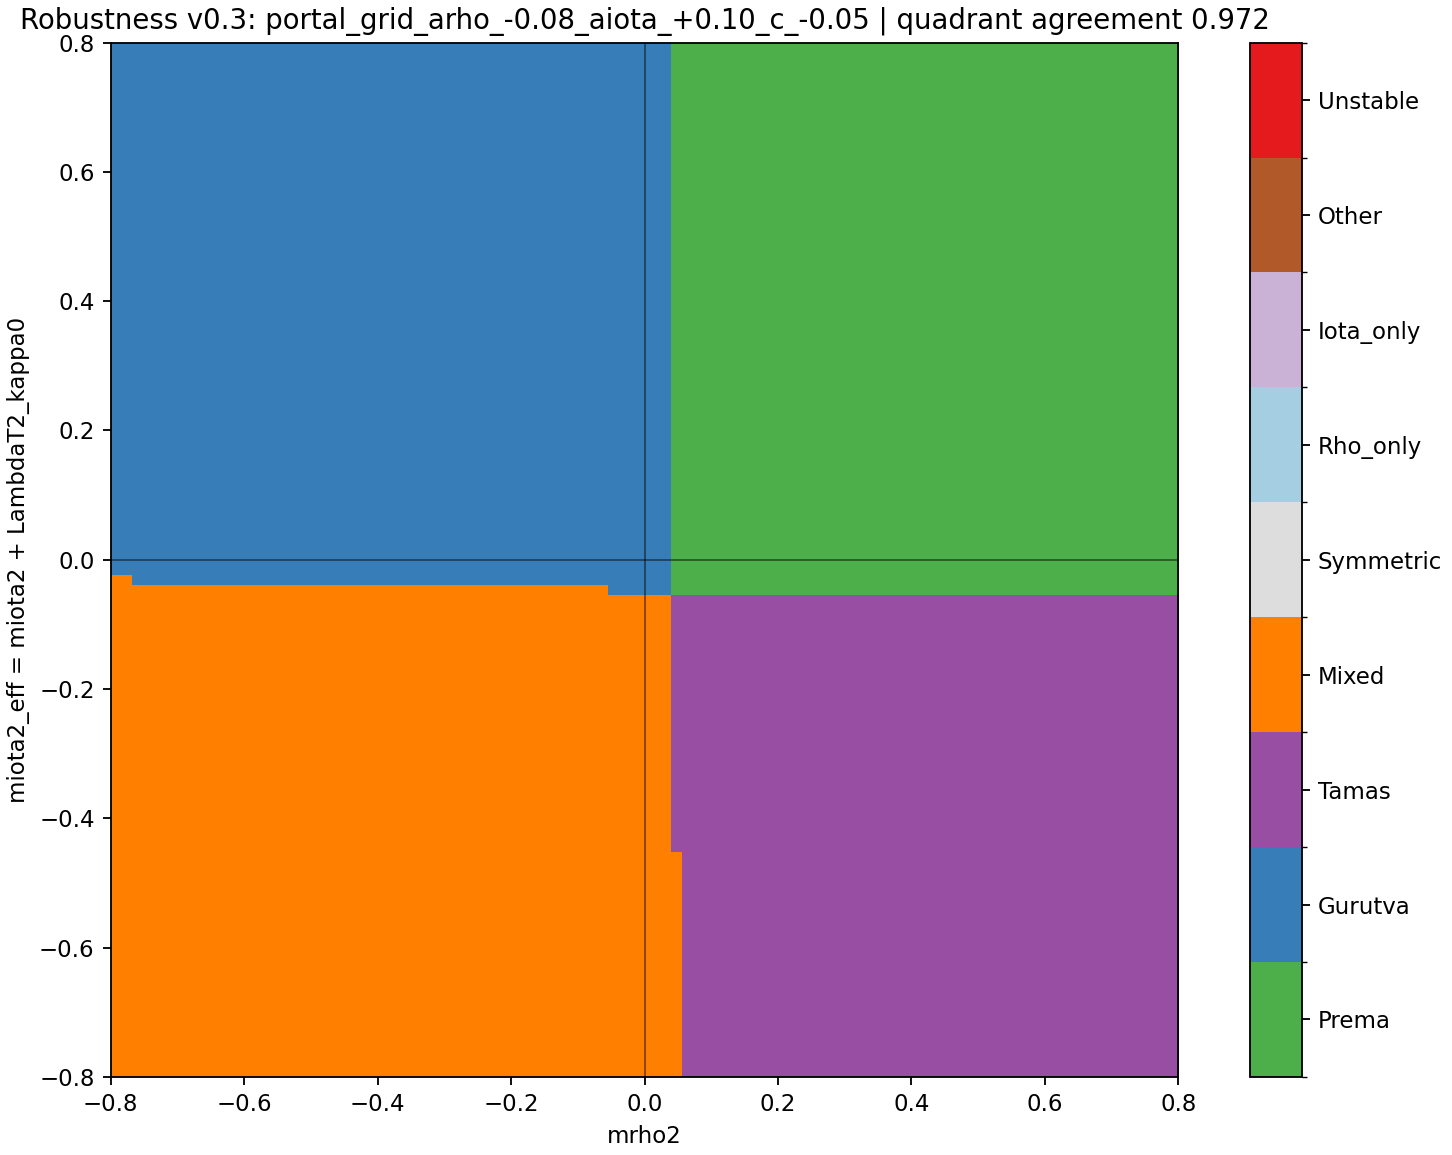 Robustness v0.3: portal_grid_arho_-0.08_aiota_+0.10_c_-0.05 | quadrant agreement 0.972
miota2_eff = miota2 + LambdaT2_kappa0
0.8
0.6
0.4
0.2
0.0
−0.2
−0.4
−0.6
−0.8
−0.8
−0.6
−0.4
−0.2
0.0
0.2
0.4
0.6
0.8
mrho2
Unstable
Other
Iota_only
Rho_only
Symmetric
Mixed
Tamas
Gurutva
Prema